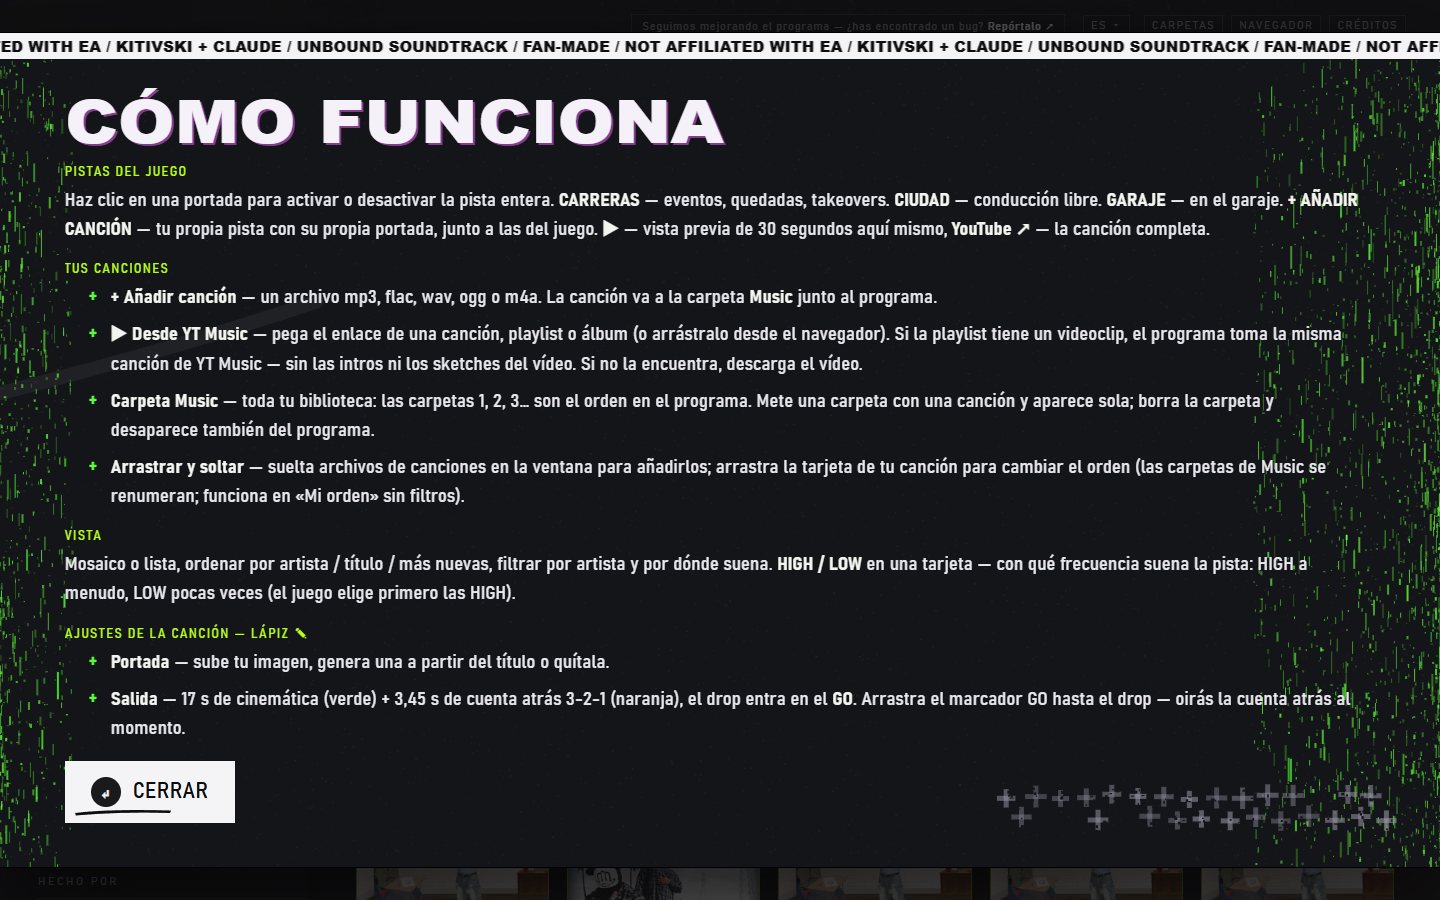 Seguimos mejorando el programa — ¿has encontrado un bug? Repórtalo ↗ ES CARPETAS NAVEGADOR CRÉDITOS
ED WITH EA / KITIVSKI + CLAUDE / UNBOUND SOUNDTRACK / FAN-MADE / NOT AFFILIATED WITH EA / KITIVSKI + CLAUDE / UNBOUND SOUNDTRACK / FAN-MADE / NOT AFF
CÓMO FUNCIONA
PISTAS DEL JUEGO
Haz clic en una portada para activar o desactivar la pista entera. CARRERAS — eventos, quedadas, takeovers. CIUDAD — conducción libre. GARAJE — en el garaje. + AÑADIR
CANCIÓN — tu propia pista con su propia portada, junto a las del juego. ▶ — vista previa de 30 segundos aquí mismo, YouTube ↗ — la canción completa.
TUS CANCIONES
+ + Añadir canción — un archivo mp3, flac, wav, ogg o m4a. La canción va a la carpeta Music junto al programa.
+ ▶ Desde YT Music — pega el enlace de una canción, playlist o álbum (o arrástralo desde el navegador). Si la playlist tiene un videoclip, el programa toma la misma
canción de YT Music — sin las intros ni los sketches del vídeo. Si no la encuentra, descarga el vídeo.
+ Carpeta Music — toda tu biblioteca: las carpetas 1, 2, 3… son el orden en el programa. Mete una carpeta con una canción y aparece sola; borra la carpeta y
desaparece también del programa.
+ Arrastrar y soltar — suelta archivos de canciones en la ventana para añadirlos; arrastra la tarjeta de tu canción para cambiar el orden (las carpetas de Music se
renumeran; funciona en «Mi orden» sin filtros).
VISTA
Mosaico o lista, ordenar por artista / título / más nuevas, filtrar por artista y por dónde suena. HIGH / LOW en una tarjeta — con qué frecuencia suena la pista: HIGH a
menudo, LOW pocas veces (el juego elige primero las HIGH).
AJUSTES DE LA CANCIÓN — LÁPIZ ✎
+ Portada — sube tu imagen, genera una a partir del título o quítala.
+ Salida — 17 s de cinemática (verde) + 3,45 s de cuenta atrás 3-2-1 (naranja), el drop entra en el GO. Arrastra el marcador GO hasta el drop — oirás la cuenta atrás al
momento.
CERRAR
HECHO POR